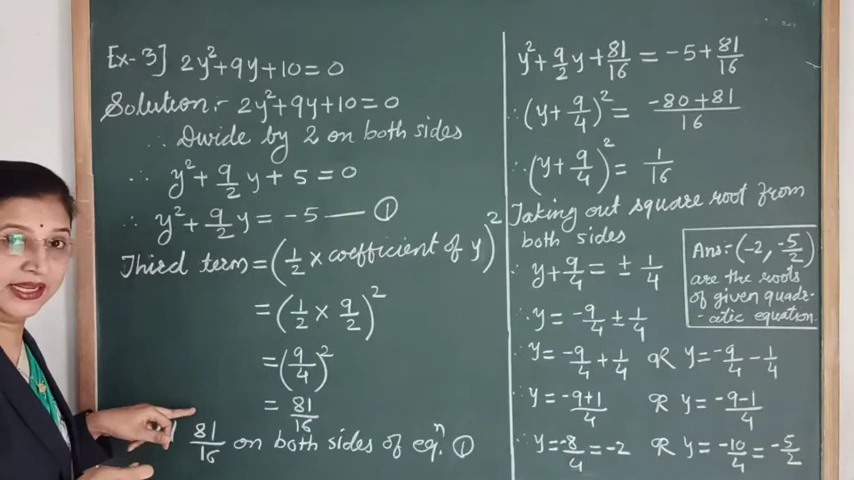 [Ex-3] 2y²+9y+10=0
Solution:- 2y²+9y+10=0
∴ Divide by 2 on both sides
∴ y²+9/2 y+5=0
∴ y²+9/2 y=-5 — ①
Third term=(1/2×coefficient of y)²
=(1/2×9/2)²
=(9/4)²
=81/16
81/16 on both sides of eqⁿ. ①
y²+9/2 y+81/16=-5+81/16
∴(y+9/4)²=-80+81/16
∴(y+9/4)²=1/16
Taking out square root from
both sides
∴ y+9/4=±1/4
∴ y=-9/4±1/4
∴ y=-9/4+1/4 OR y=-9/4-1/4
∴ y=-9+1/4 OR y=-9-1/4
∴ y=-8/4=-2 OR y=-10/4=-5/2
Ans:-(-2, -5/2)
are the roots
of given quadr-
-atic equation